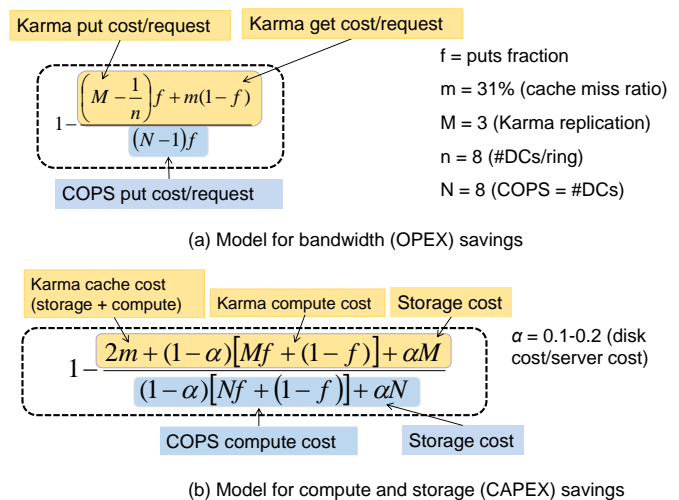 Karma put cost/request
Karma get cost/request
1 − ((M − 1/n) f + m(1 − f)) / ((N − 1) f)
COPS put cost/request
f = puts fraction
m = 31% (cache miss ratio)
M = 3 (Karma replication)
n = 8 (#DCs/ring)
N = 8 (COPS = #DCs)
(a) Model for bandwidth (OPEX) savings
Karma cache cost
(storage + compute)
Karma compute cost
Storage cost
1 − (2m + (1 − α)[Mf + (1 − f)] + αM) / ((1 − α)[Nf + (1 − f)] + αN)
COPS compute cost
Storage cost
α = 0.1-0.2 (disk
cost/server cost)
(b) Model for compute and storage (CAPEX) savings